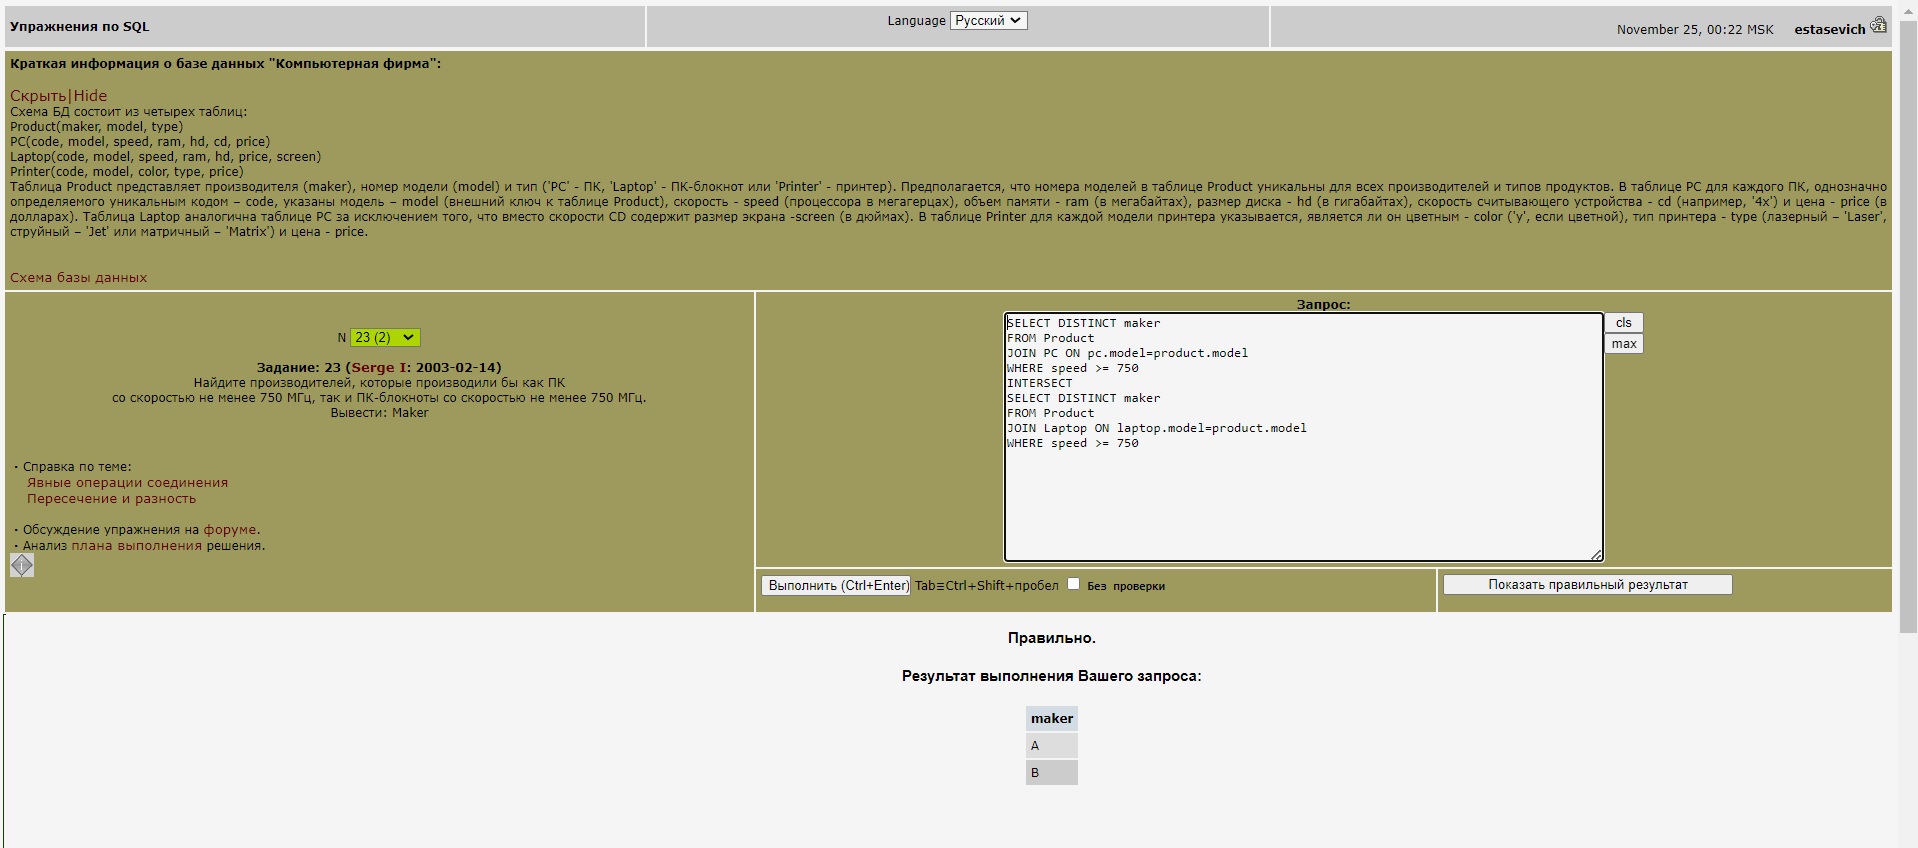 Упражнения по SQL
Language Русский
November 25, 00:22 MSK estasevich
Краткая информация о базе данных "Компьютерная фирма":
Скрыть|Hide
Схема БД состоит из четырех таблиц:
Product(maker, model, type)
PC(code, model, speed, ram, hd, cd, price)
Laptop(code, model, speed, ram, hd, price, screen)
Printer(code, model, color, type, price)
Таблица Product представляет производителя (maker), номер модели (model) и тип ('PC' - ПК, 'Laptop' - ПК-блокнот или 'Printer' - принтер). Предполагается, что номера моделей в таблице Product уникальны для всех производителей и типов продуктов. В таблице PC для каждого ПК, однозначно
определяемого уникальным кодом – code, указаны модель – model (внешний ключ к таблице Product), скорость - speed (процессора в мегагерцах), объем памяти - ram (в мегабайтах), размер диска - hd (в гигабайтах), скорость считывающего устройства - cd (например, '4x') и цена - price (в
долларах). Таблица Laptop аналогична таблице РС за исключением того, что вместо скорости CD содержит размер экрана -screen (в дюймах). В таблице Printer для каждой модели принтера указывается, является ли он цветным - color ('y', если цветной), тип принтера - type (лазерный – 'Laser',
струйный – 'Jet' или матричный – 'Matrix') и цена - price.
Схема базы данных
N 23 (2)
Задание: 23 (Serge I: 2003-02-14)
Найдите производителей, которые производили бы как ПК
со скоростью не менее 750 МГц, так и ПК-блокноты со скоростью не менее 750 МГц.
Вывести: Maker
• Справка по теме:
Явные операции соединения
Пересечение и разность
• Обсуждение упражнения на форуме.
• Анализ плана выполнения решения.
Запрос:
SELECT DISTINCT maker
FROM Product
JOIN PC ON pc.model=product.model
WHERE speed >= 750
INTERSECT
SELECT DISTINCT maker
FROM Product
JOIN Laptop ON laptop.model=product.model
WHERE speed >= 750
cls
max
Выполнить (Ctrl+Enter) Tab≡Ctrl+Shift+пробел Без проверки
Показать правильный результат
Правильно.
Результат выполнения Вашего запроса:
maker
A
B